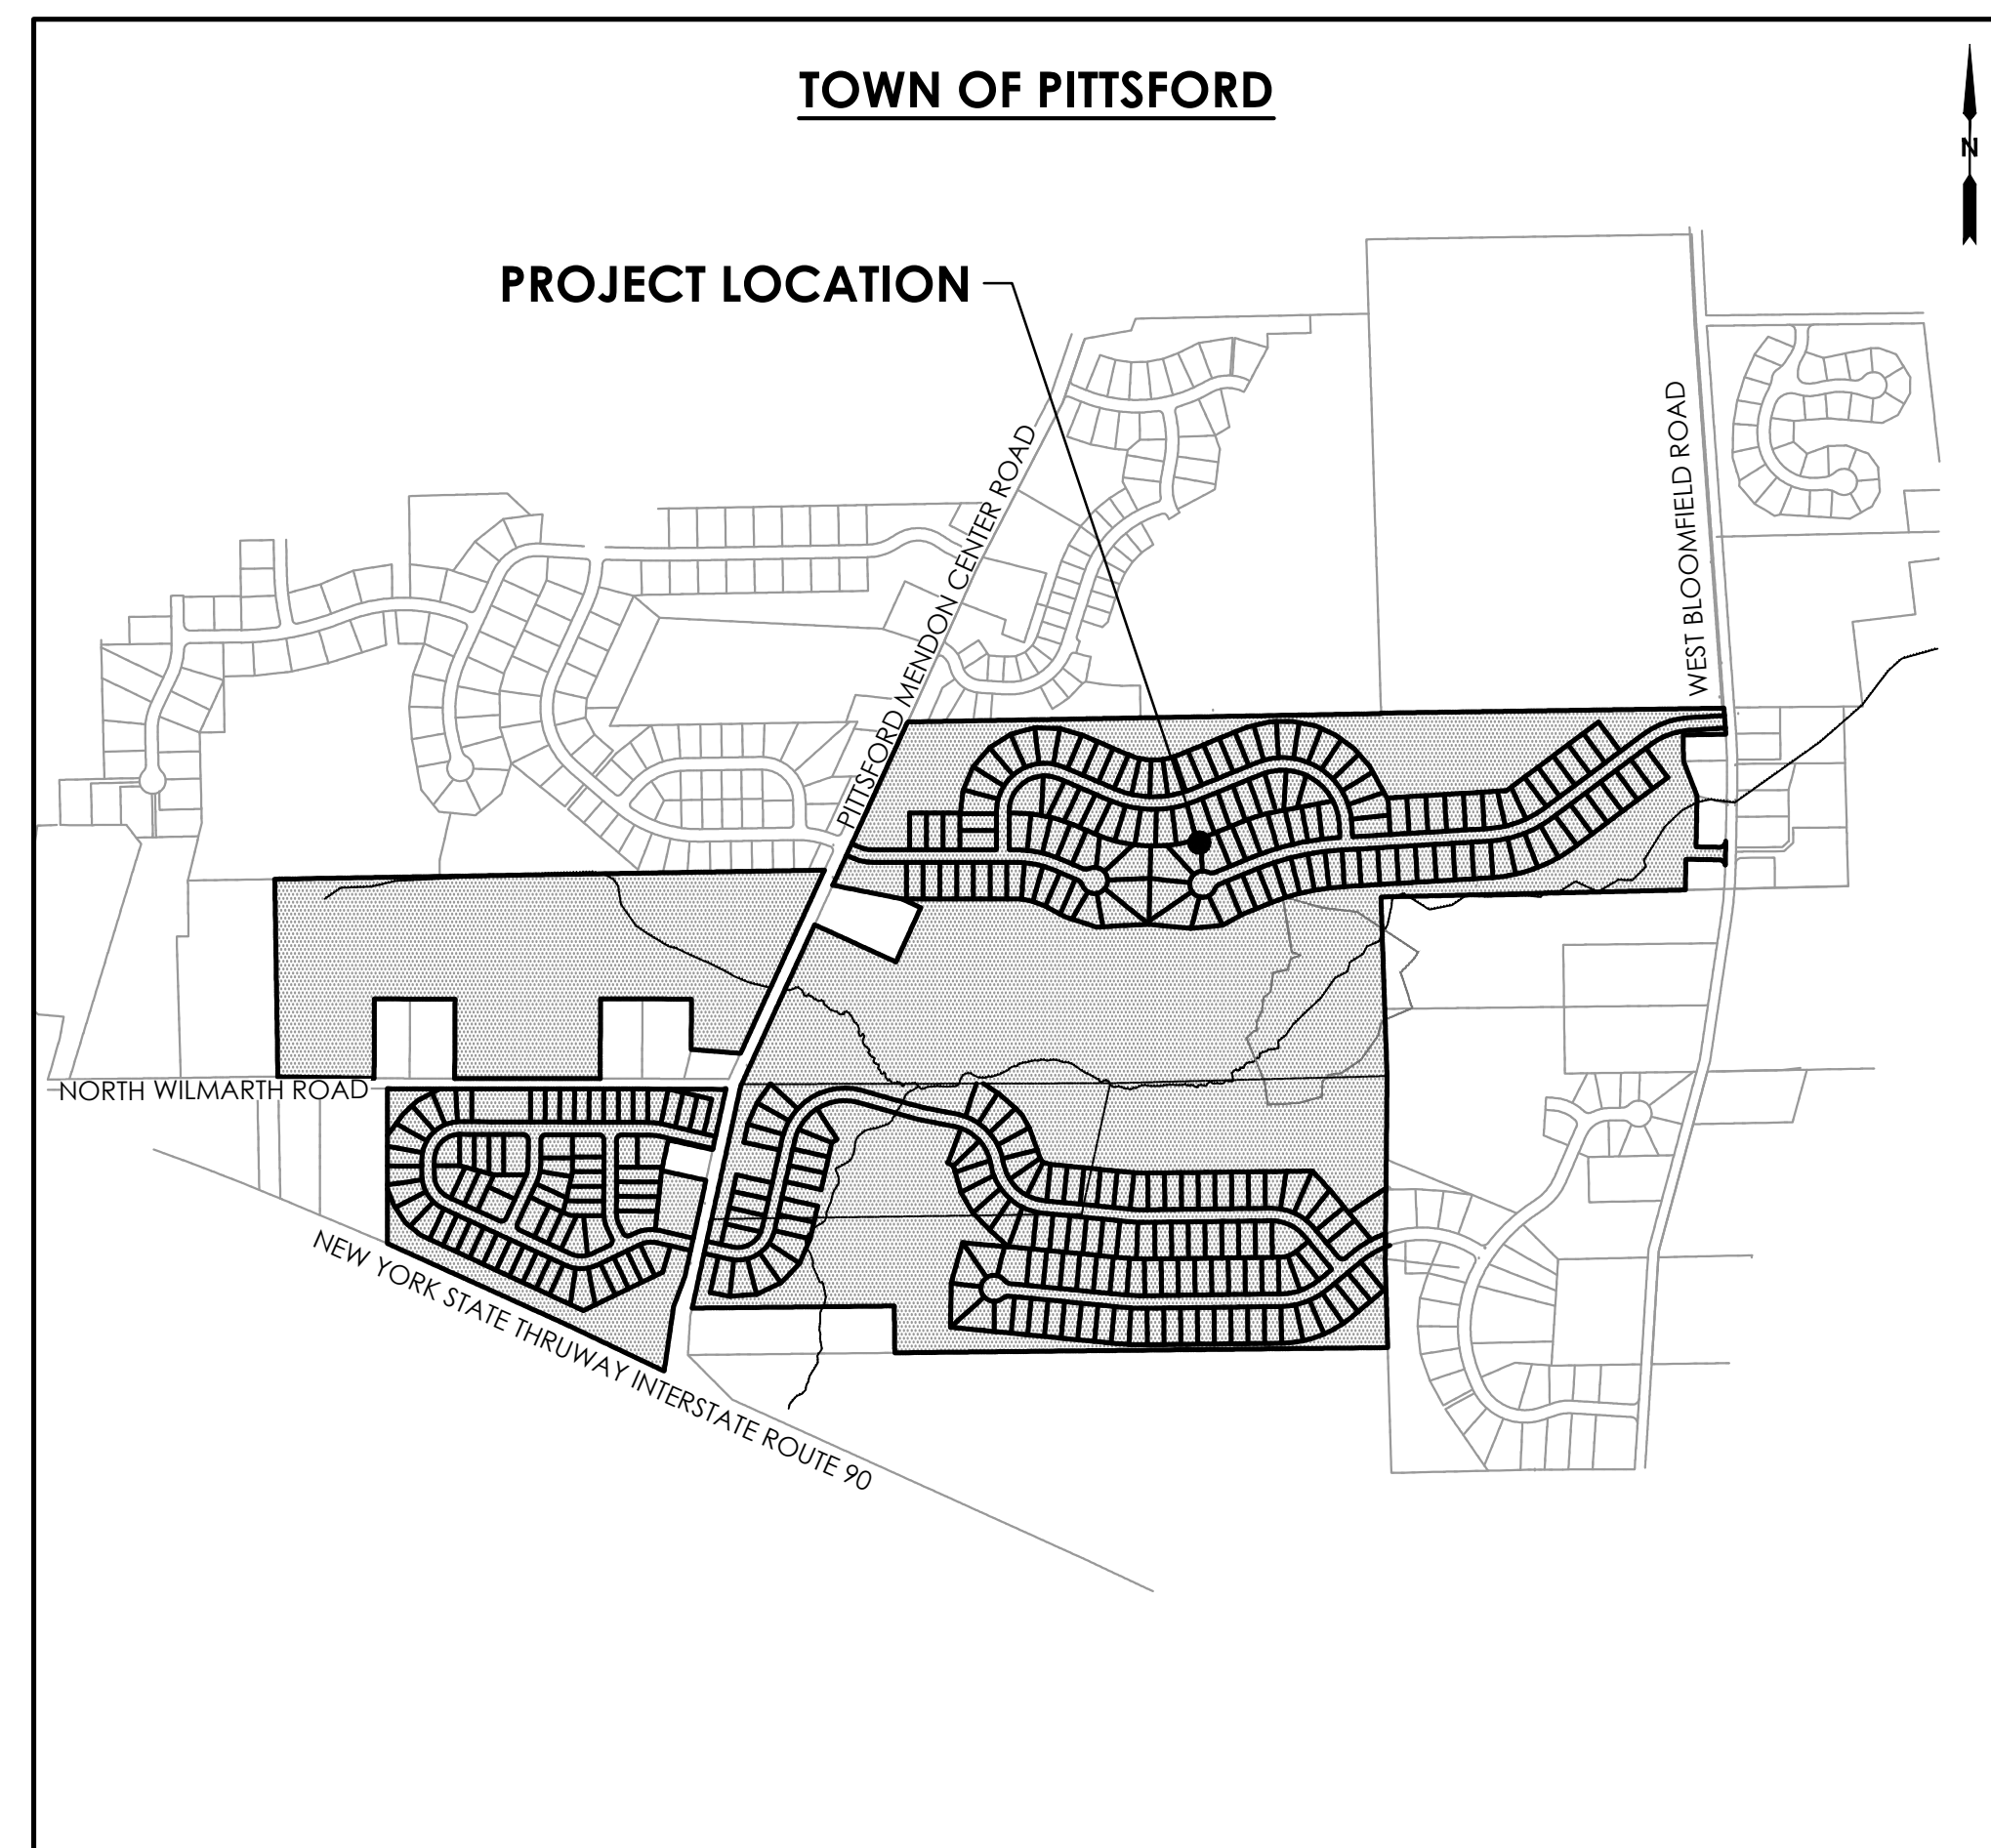 TOWN OF PITTSFORD
N
PROJECT LOCATION
WEST BLOOMFIELD ROAD
PITTSFORD MENDON CENTER ROAD
NORTH WILMARTH ROAD
NEW YORK STATE THRUWAY INTERSTATE ROUTE 90